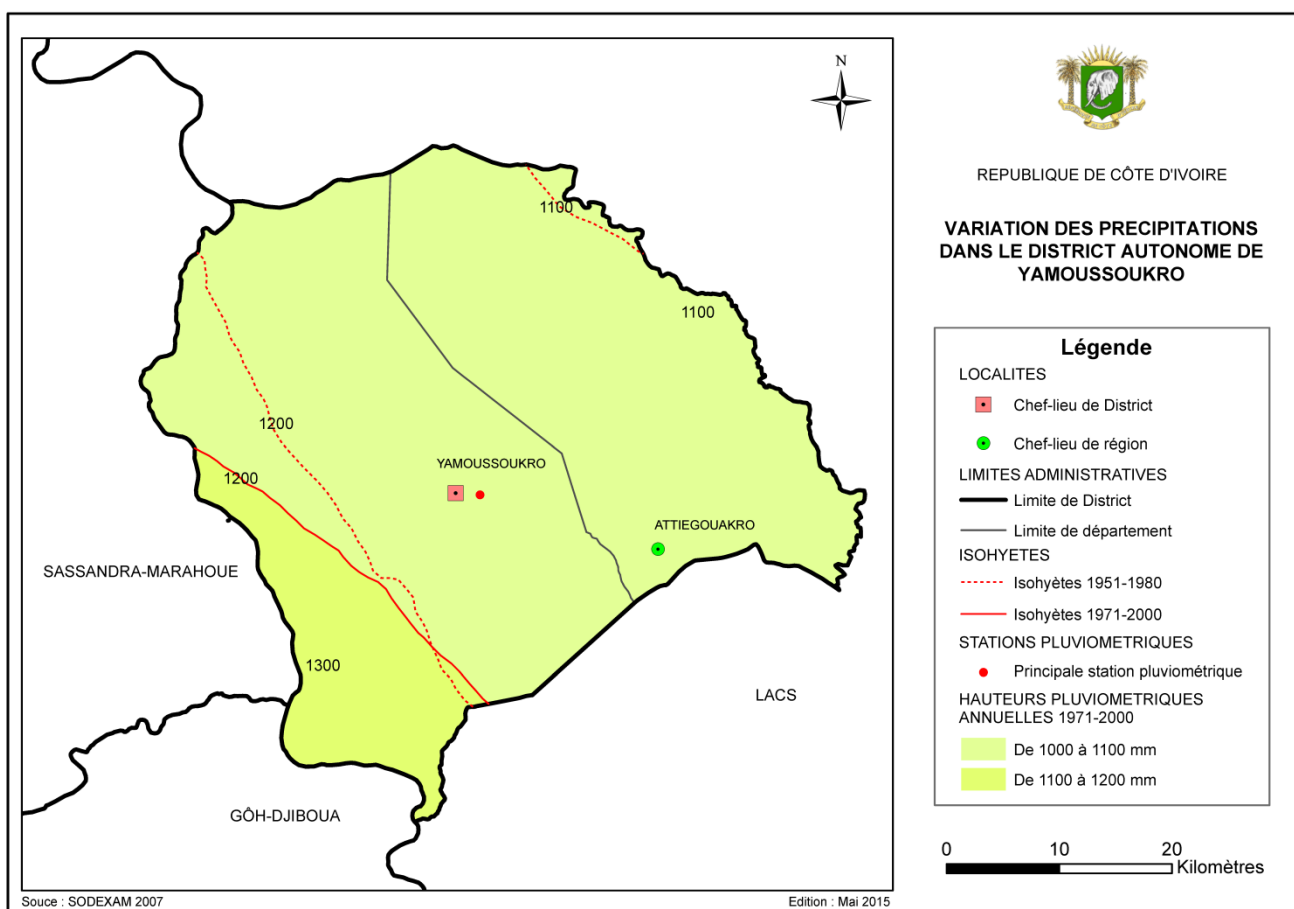 N
1100
1100
1200
1200
YAMOUSSOUKRO
ATTIEGOUAKRO
SASSANDRA-MARAHOUE
1300
LACS
GÔH-DJIBOUA
Souce : SODEXAM 2007
Edition : Mai 2015
REPUBLIQUE DE CÔTE D'IVOIRE
VARIATION DES PRECIPITATIONS
DANS LE DISTRICT AUTONOME DE
YAMOUSSOUKRO
Légende
LOCALITES
Chef-lieu de District
Chef-lieu de région
LIMITES ADMINISTRATIVES
Limite de District
Limite de département
ISOHYETES
Isohyètes 1951-1980
Isohyètes 1971-2000
STATIONS PLUVIOMETRIQUES
Principale station pluviométrique
HAUTEURS PLUVIOMETRIQUES
ANNUELLES 1971-2000
De 1000 à 1100 mm
De 1100 à 1200 mm
0 10 20
Kilomètres